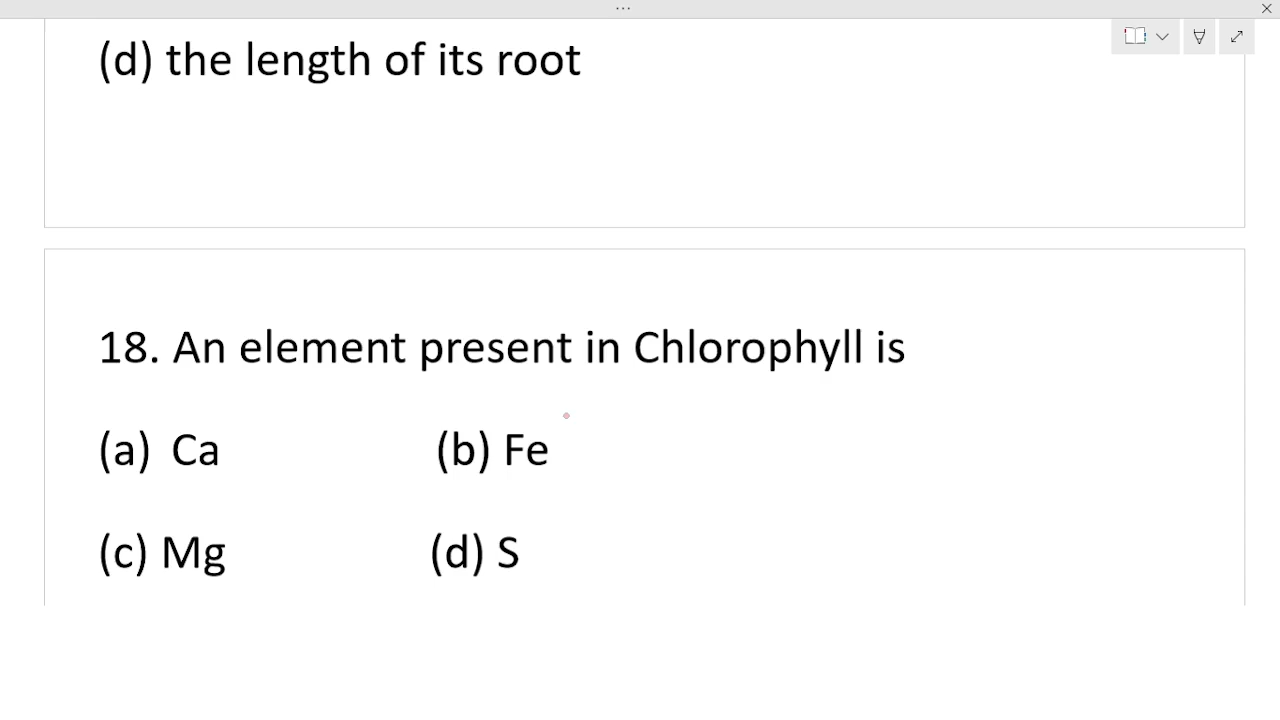 (d) the length of its root
18. An element present in Chlorophyll is
(a) Ca (b) Fe
(c) Mg (d) S